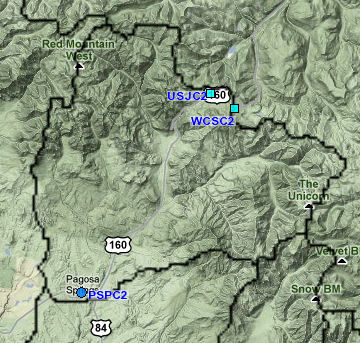 Red Mountain
West
USJC2
160
WCSC2
The
Unicorn
160
Velvet B
Pagosa
Springs
PSPC2
Snow BM
84